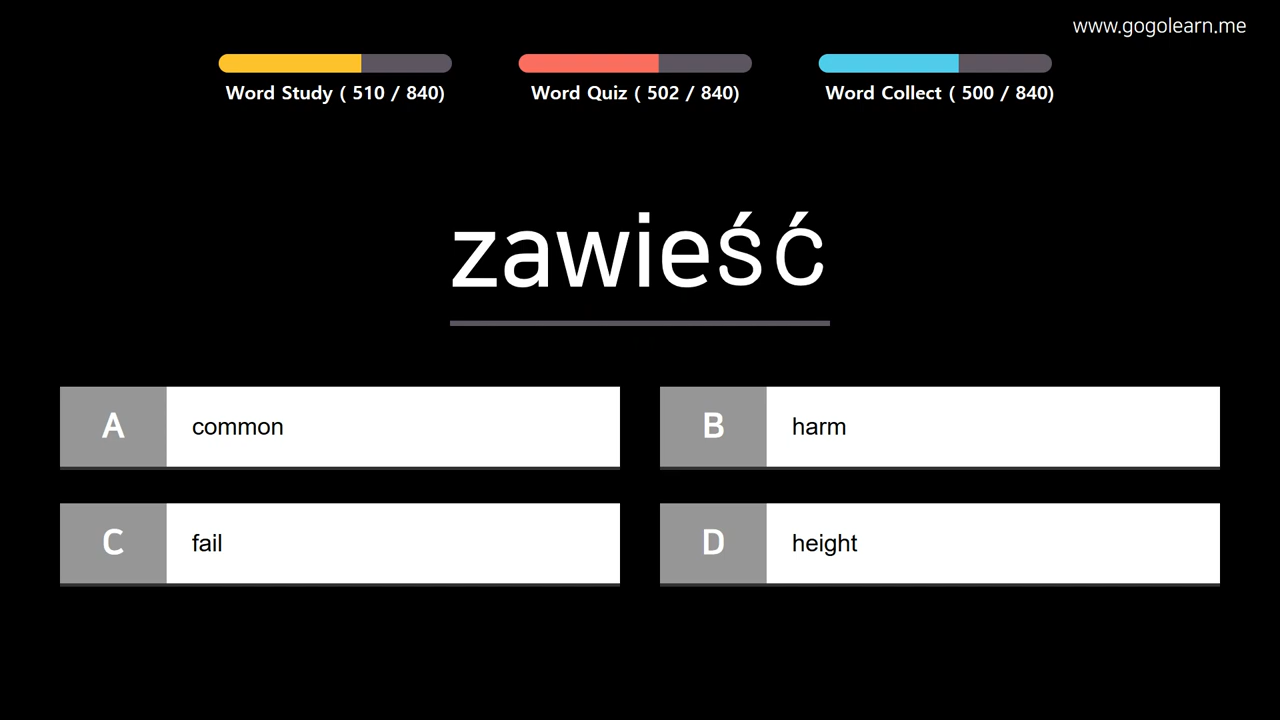 www.gogolearn.me
Word Study ( 510 / 840)
Word Quiz ( 502 / 840)
Word Collect ( 500 / 840)
zawieść
A common
B harm
C fail
D height